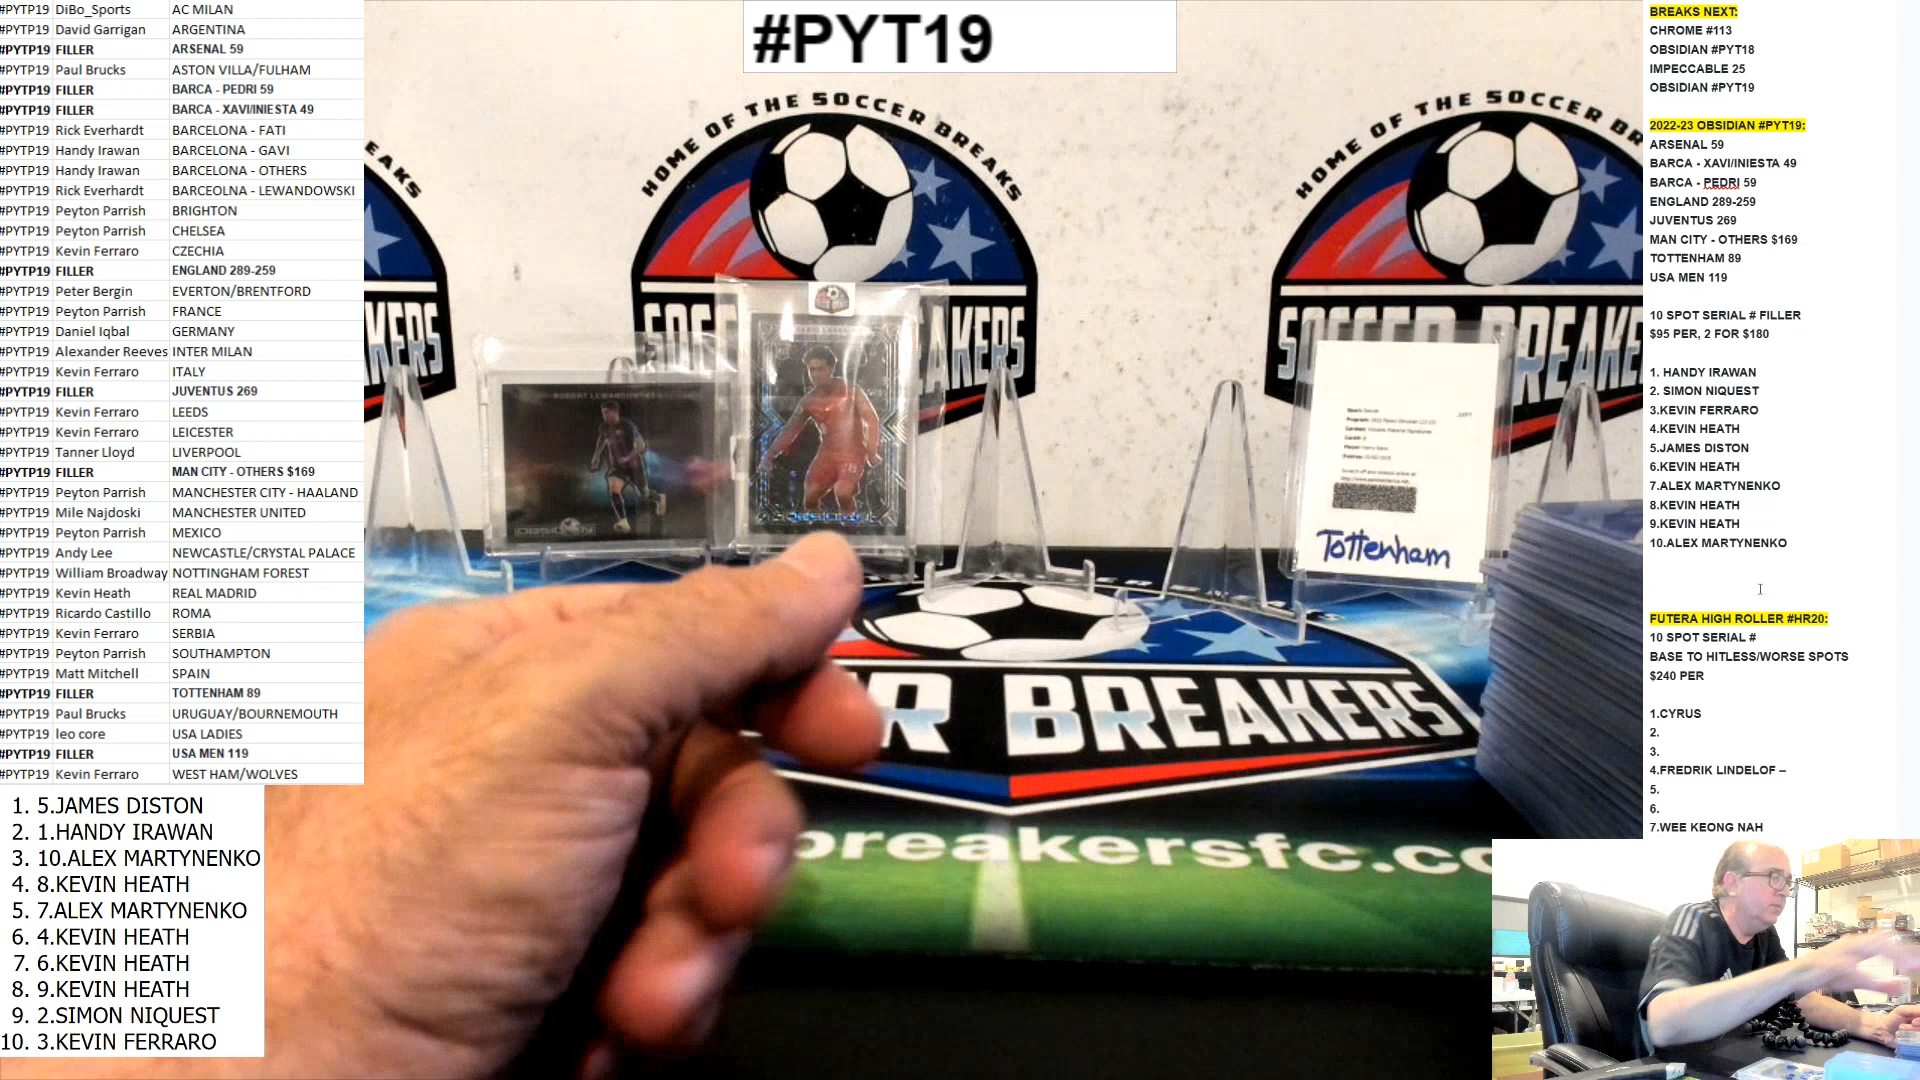 #PYTP19 DiBo_Sports AC MILAN
#PYTP19 David Garrigan ARGENTINA
#PYTP19 FILLER ARSENAL 59
#PYTP19 Paul Brucks ASTON VILLA/FULHAM
#PYTP19 FILLER BARCA - PEDRI 59
#PYTP19 FILLER BARCA - XAVI/INIESTA 49
#PYTP19 Rick Everhardt BARCELONA - FATI
#PYTP19 Handy Irawan BARCELONA - GAVI
#PYTP19 Handy Irawan BARCELONA - OTHERS
#PYTP19 Rick Everhardt BARCEOLNA - LEWANDOWSKI
#PYTP19 Peyton Parrish BRIGHTON
#PYTP19 Peyton Parrish CHELSEA
#PYTP19 Kevin Ferraro CZECHIA
#PYTP19 FILLER ENGLAND 289-259
#PYTP19 Peter Bergin EVERTON/BRENTFORD
#PYTP19 Peyton Parrish FRANCE
#PYTP19 Daniel Iqbal GERMANY
#PYTP19 Alexander Reeves INTER MILAN
#PYTP19 Kevin Ferraro ITALY
#PYTP19 FILLER JUVENTUS 269
#PYTP19 Kevin Ferraro LEEDS
#PYTP19 Kevin Ferraro LEICESTER
#PYTP19 Tanner Lloyd LIVERPOOL
#PYTP19 FILLER MAN CITY - OTHERS $169
#PYTP19 Peyton Parrish MANCHESTER CITY - HAALAND
#PYTP19 Mile Najdoski MANCHESTER UNITED
#PYTP19 Peyton Parrish MEXICO
#PYTP19 Andy Lee NEWCASTLE/CRYSTAL PALACE
#PYTP19 William Broadway NOTTINGHAM FOREST
#PYTP19 Kevin Heath REAL MADRID
#PYTP19 Ricardo Castillo ROMA
#PYTP19 Kevin Ferraro SERBIA
#PYTP19 Peyton Parrish SOUTHAMPTON
#PYTP19 Matt Mitchell SPAIN
#PYTP19 FILLER TOTTENHAM 89
#PYTP19 Paul Brucks URUGUAY/BOURNEMOUTH
#PYTP19 leo core USA LADIES
#PYTP19 FILLER USA MEN 119
#PYTP19 Kevin Ferraro WEST HAM/WOLVES
1. 5.JAMES DISTON
2. 1.HANDY IRAWAN
3. 10.ALEX MARTYNENKO
4. 8.KEVIN HEATH
5. 7.ALEX MARTYNENKO
6. 4.KEVIN HEATH
7. 6.KEVIN HEATH
8. 9.KEVIN HEATH
9. 2.SIMON NIQUEST
10. 3.KEVIN FERRARO
#PYT19
EAKS
KERS
HOME OF THE SOCCER BREAKS
SOCCER BREAKERS
HOME OF THE SOCCER BR
SOCCER BREAKE
ROBERT LEWANDOWSKI
Tottenham
ER BREAKERS
breakersfc.co
BREAKS NEXT:
CHROME #113
OBSIDIAN #PYT18
IMPECCABLE 25
OBSIDIAN #PYT19
2022-23 OBSIDIAN #PYT19:
ARSENAL 59
BARCA - XAVI/INIESTA 49
BARCA - PEDRI 59
ENGLAND 289-259
JUVENTUS 269
MAN CITY - OTHERS $169
TOTTENHAM 89
USA MEN 119
10 SPOT SERIAL # FILLER
$95 PER, 2 FOR $180
1. HANDY IRAWAN
2. SIMON NIQUEST
3.KEVIN FERRARO
4.KEVIN HEATH
5.JAMES DISTON
6.KEVIN HEATH
7.ALEX MARTYNENKO
8.KEVIN HEATH
9.KEVIN HEATH
10.ALEX MARTYNENKO
FUTERA HIGH ROLLER #HR20:
10 SPOT SERIAL #
BASE TO HITLESS/WORSE SPOTS
$240 PER
1.CYRUS
2.
3.
4.FREDRIK LINDELOF –
5.
6.
7.WEE KEONG NAH